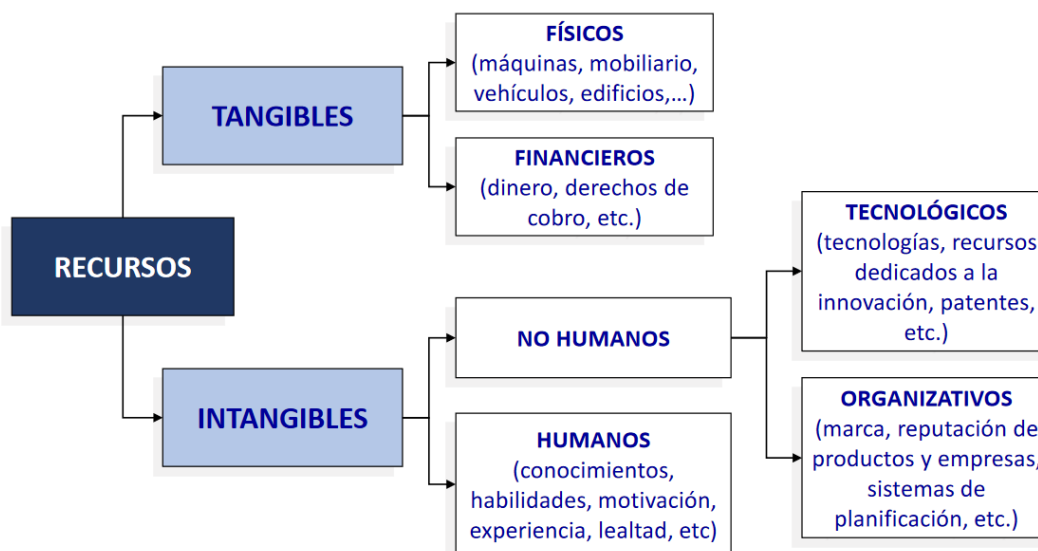 FÍSICOS
(máquinas, mobiliario,
vehículos, edificios,...)
TANGIBLES
FINANCIEROS
(dinero, derechos de
cobro, etc.)
RECURSOS
TECNOLÓGICOS
(tecnologías, recursos
dedicados a la
innovación, patentes,
etc.)
NO HUMANOS
INTANGIBLES
ORGANIZATIVOS
(marca, reputación de
productos y empresas,
sistemas de
planificación, etc.)
HUMANOS
(conocimientos,
habilidades, motivación,
experiencia, lealtad, etc)